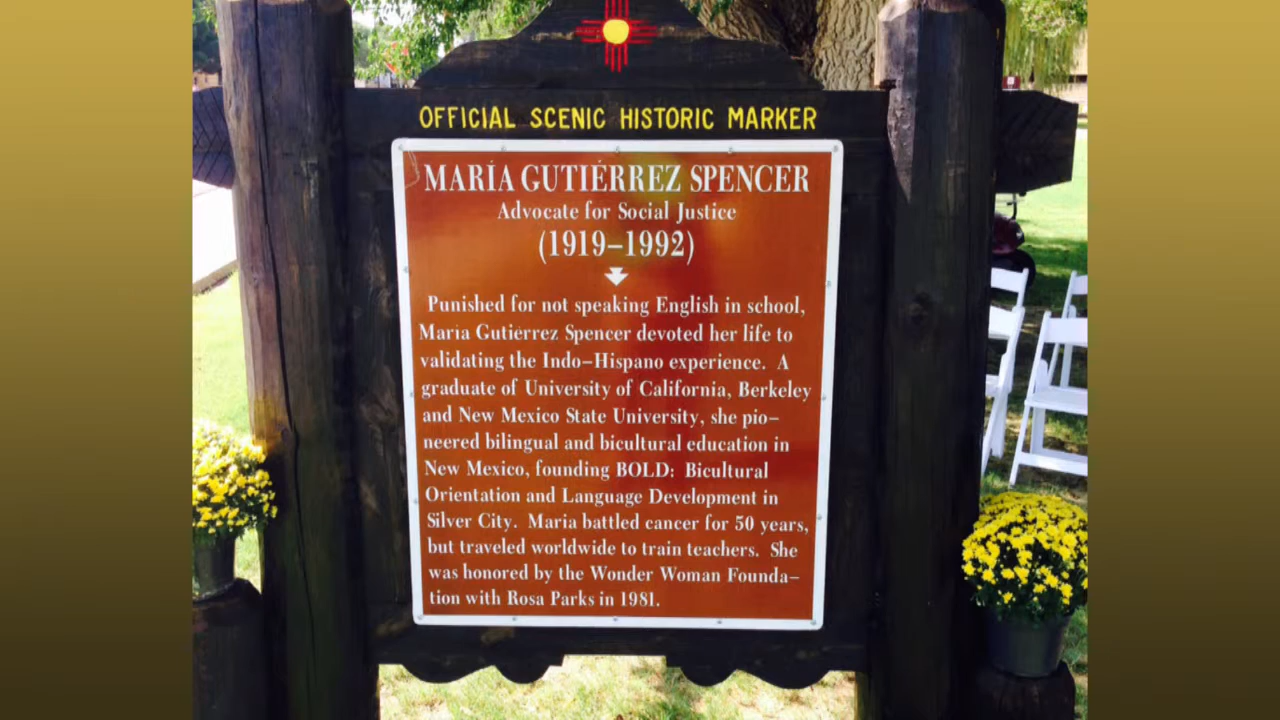 OFFICIAL SCENIC HISTORIC MARKER
MARÍA GUTIÉRREZ SPENCER
Advocate for Social Justice
(1919–1992)
Punished for not speaking English in school,
María Gutiérrez Spencer devoted her life to
validating the Indo–Hispano experience. A
graduate of University of California, Berkeley
and New Mexico State University, she pio–
neered bilingual and bicultural education in
New Mexico, founding BOLD: Bicultural
Orientation and Language Development in
Silver City. Maria battled cancer for 50 years,
but traveled worldwide to train teachers. She
was honored by the Wonder Woman Founda–
tion with Rosa Parks in 1981.